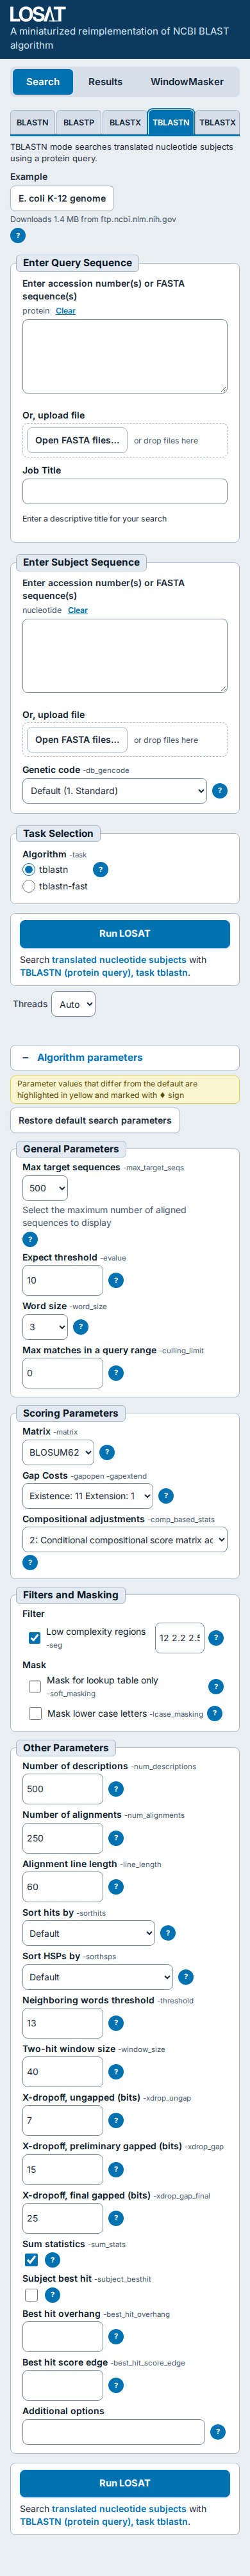 LOSAT
A miniaturized reimplementation of NCBI BLAST
algorithm
Search Results WindowMasker
BLASTN BLASTP BLASTX TBLASTN TBLASTX
TBLASTN mode searches translated nucleotide subjects
using a protein query.
Example
E. coli K-12 genome
Downloads 1.4 MB from ftp.ncbi.nlm.nih.gov
?
Enter Query Sequence
Enter accession number(s) or FASTA
sequence(s)
protein Clear
Or, upload file
Open FASTA files... or drop files here
Job Title
Enter a descriptive title for your search
Enter Subject Sequence
Enter accession number(s) or FASTA
sequence(s)
nucleotide Clear
Or, upload file
Open FASTA files... or drop files here
Genetic code -db_gencode
Default (1. Standard) ?
Task Selection
Algorithm -task
tblastn ?
tblastn-fast
Run LOSAT
Search translated nucleotide subjects with
TBLASTN (protein query), task tblastn.
Threads Auto
− Algorithm parameters
Parameter values that differ from the default are
highlighted in yellow and marked with ♦ sign
Restore default search parameters
General Parameters
Max target sequences -max_target_seqs
500
Select the maximum number of aligned
sequences to display
?
Expect threshold -evalue
10 ?
Word size -word_size
3 ?
Max matches in a query range -culling_limit
0 ?
Scoring Parameters
Matrix -matrix
BLOSUM62 ?
Gap Costs -gapopen -gapextend
Existence: 11 Extension: 1 ?
Compositional adjustments -comp_based_stats
2: Conditional compositional score matrix ac
?
Filters and Masking
Filter
Low complexity regions 12 2.2 2.5 ?
-seg
Mask
Mask for lookup table only ?
-soft_masking
Mask lower case letters -lcase_masking ?
Other Parameters
Number of descriptions -num_descriptions
500 ?
Number of alignments -num_alignments
250 ?
Alignment line length -line_length
60 ?
Sort hits by -sorthits
Default ?
Sort HSPs by -sorthsps
Default ?
Neighboring words threshold -threshold
13 ?
Two-hit window size -window_size
40 ?
X-dropoff, ungapped (bits) -xdrop_ungap
7 ?
X-dropoff, preliminary gapped (bits) -xdrop_gap
15 ?
X-dropoff, final gapped (bits) -xdrop_gap_final
25 ?
Sum statistics -sum_stats
?
Subject best hit -subject_besthit
?
Best hit overhang -best_hit_overhang
?
Best hit score edge -best_hit_score_edge
?
Additional options
?
Run LOSAT
Search translated nucleotide subjects with
TBLASTN (protein query), task tblastn.